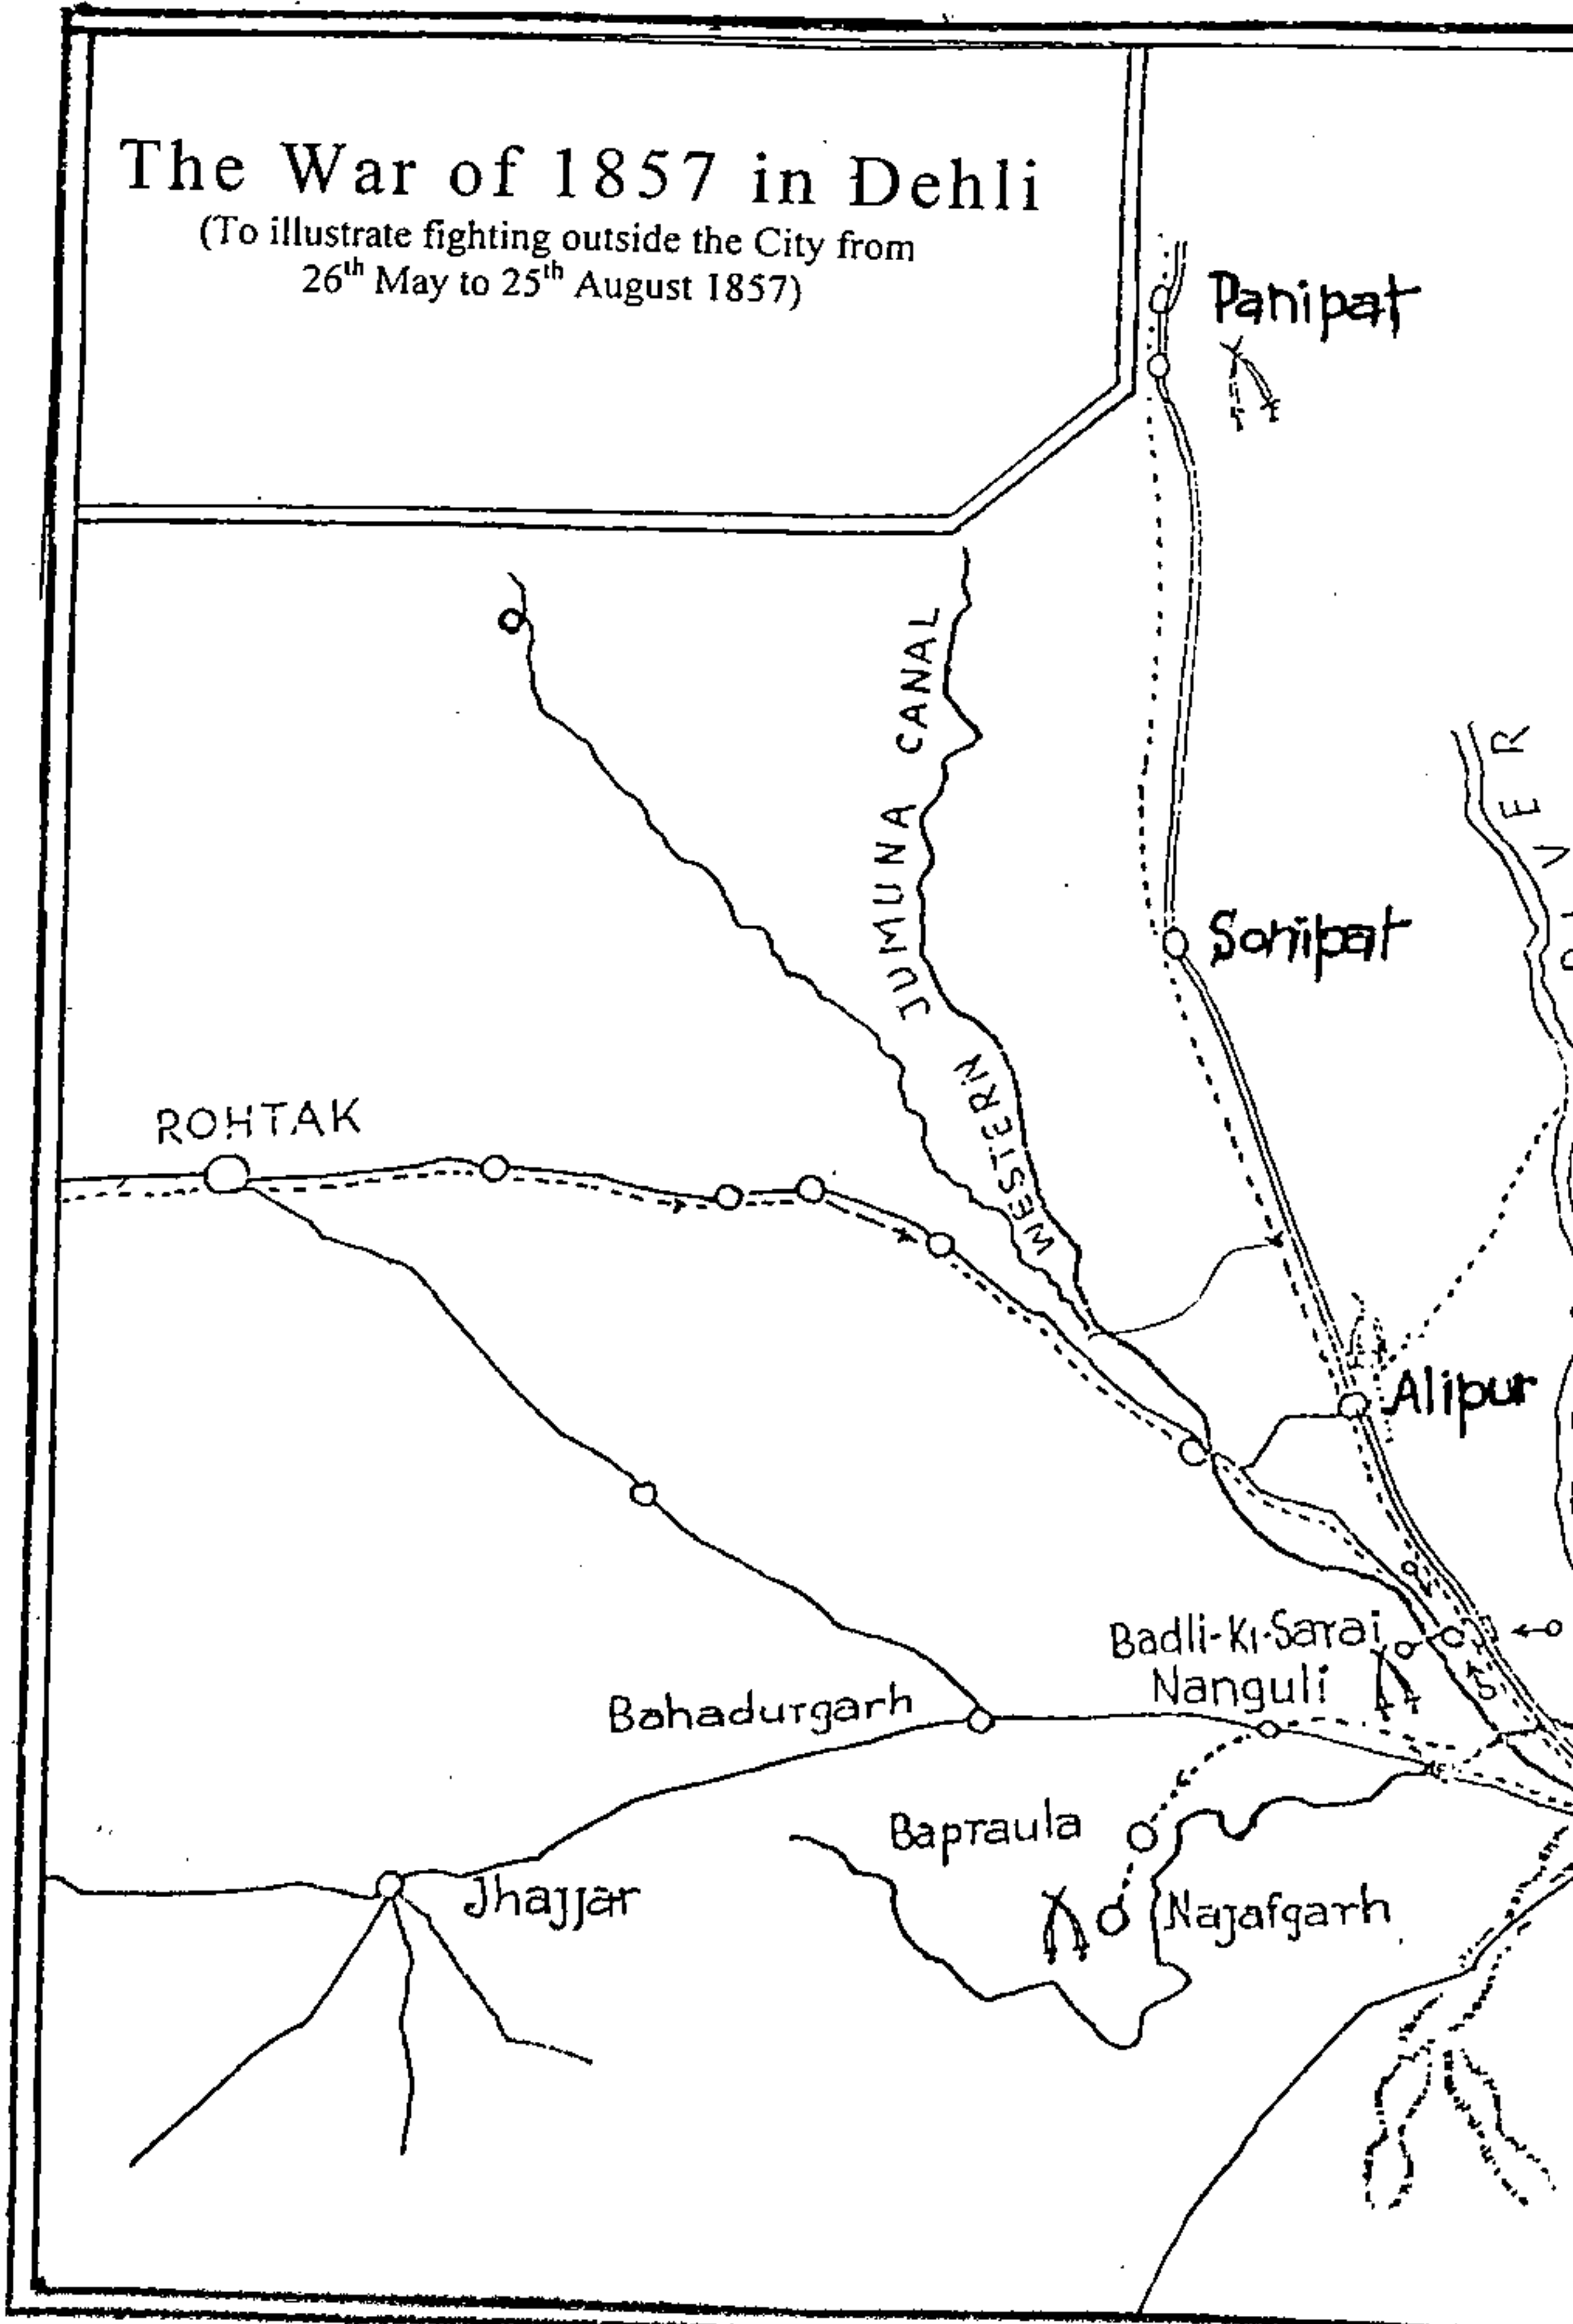 The War of 1857 in Dehli
(To illustrate fighting outside the City from
26th May to 25th August 1857)
Panipat
WESTERN JUMUNA CANAL
Sonipat
ROHTAK
Alipur
Badli-Ki-Sarai
Nanguli
Bahadurgarh
Bapraula
Jhajjar
Najafgarh